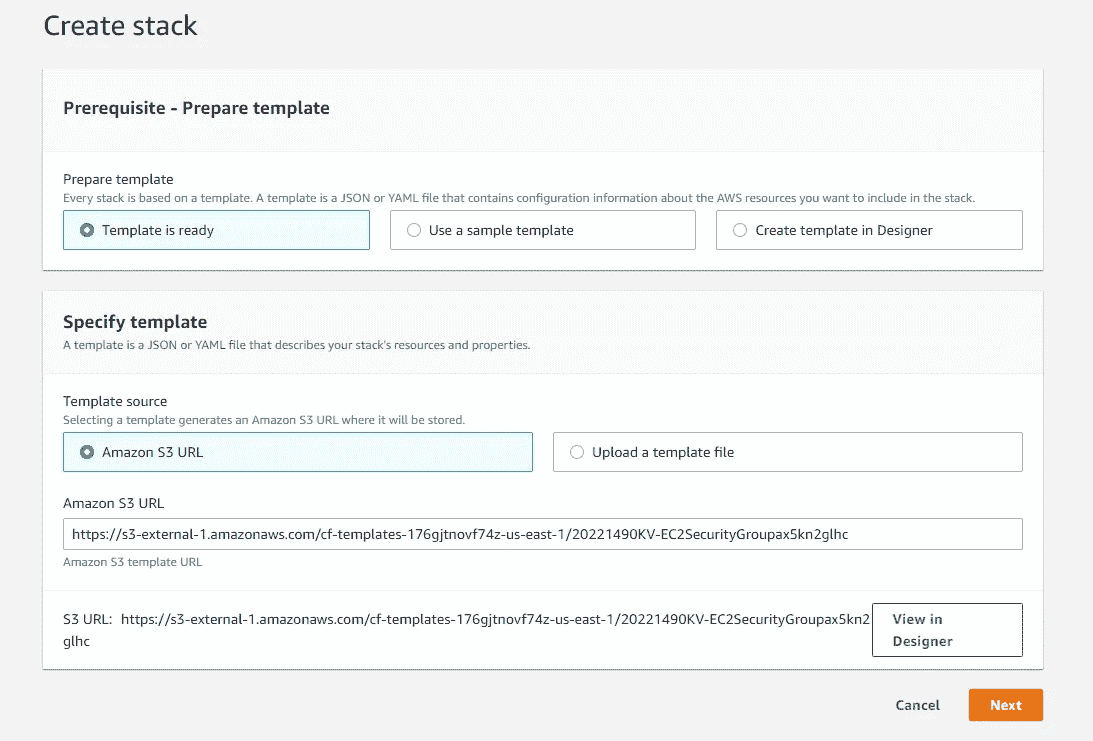 Create stack
Prerequisite - Prepare template
Prepare template
Every stack is based on a template. A template is a JSON or YAML file that contains configuration information about the AWS resources you want to include in the stack.
Template is ready
Use a sample template
Create template in Designer
Specify template
A template is a JSON or YAML file that describes your stack's resources and properties.
Template source
Selecting a template generates an Amazon S3 URL where it will be stored.
Amazon S3 URL
Upload a template file
Amazon S3 URL
https://s3-external-1.amazonaws.com/cf-templates-176gjtnovf74z-us-east-1/20221490KV-EC2SecurityGroupax5kn2glhc
Amazon S3 template URL
S3 URL: https://s3-external-1.amazonaws.com/cf-templates-176gjtnovf74z-us-east-1/20221490KV-EC2SecurityGroupax5kn2
glhc
View in
Designer
Cancel
Next